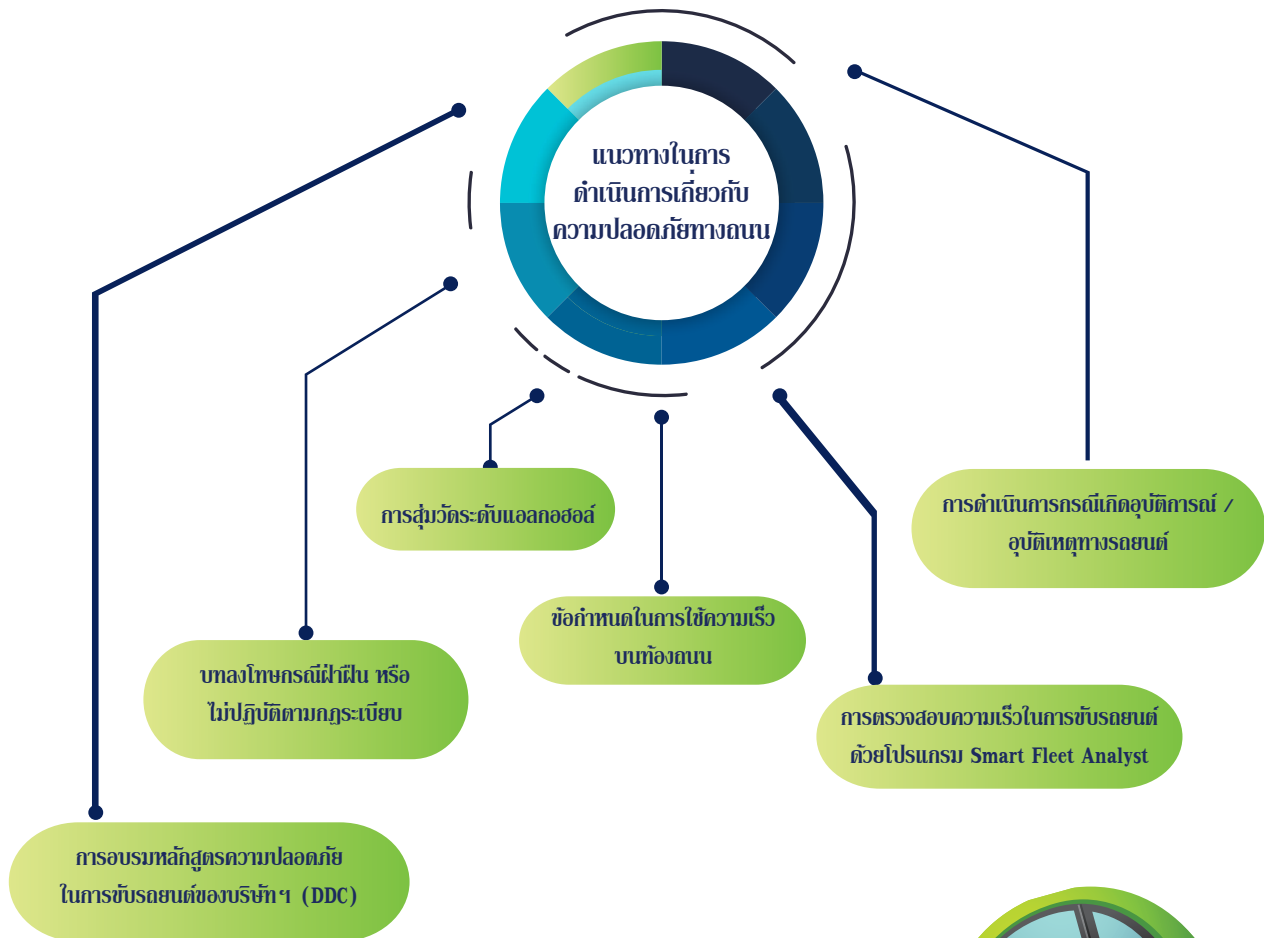 แนวทางในการ
ดำเนินการเกี่ยวกับ
ความปลอดภัยทางถนน
การสุ่มวัดระดับแอลกอฮอล์
การดำเนินการกรณีเกิดอุบัติการณ์ /
อุบัติเหตุทางรถยนต์
ข้อกำหนดในการใช้ความเร็ว
บนท้องถนน
บทลงโทษกรณีฝ่าฝืน หรือ
ไม่ปฏิบัติตามกฎระเบียบ
การตรวจสอบความเร็วในการขับรถยนต์
ด้วยโปรแกรม Smart Fleet Analyst
การอบรมหลักสูตรความปลอดภัย
ในการขับรถยนต์ของบริษัทฯ (DDC)